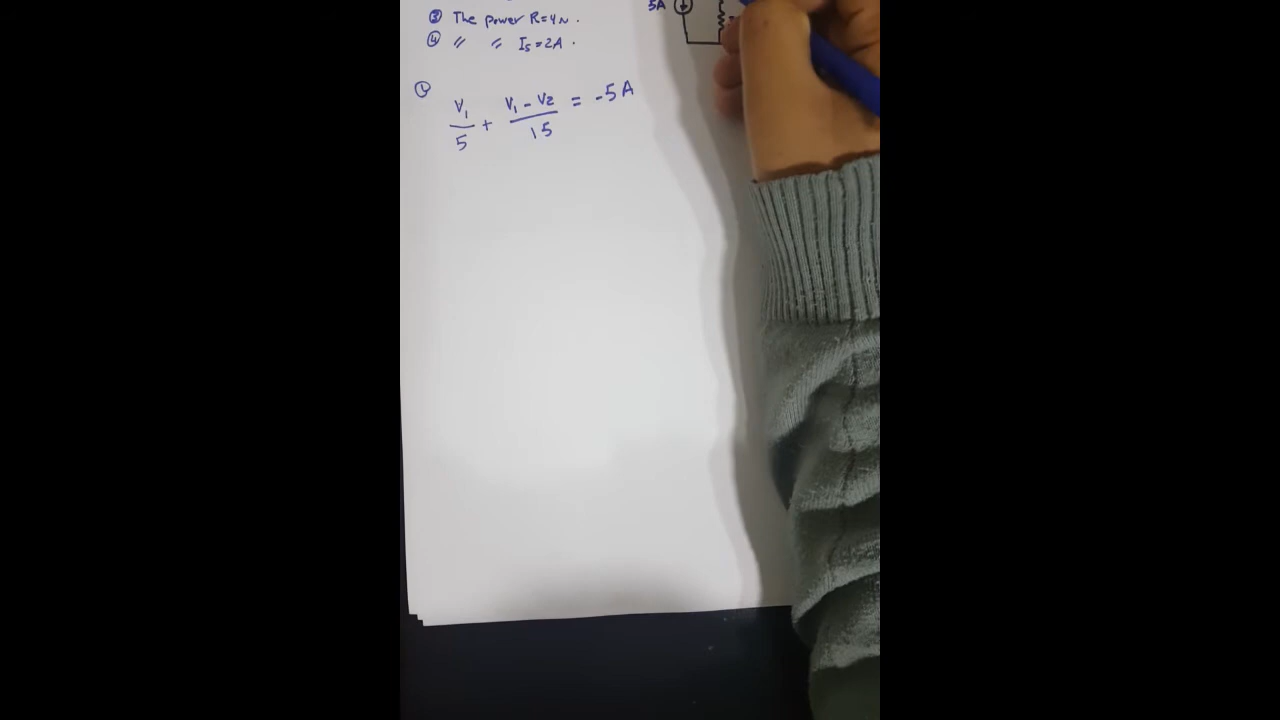 ③ The power R=4Ω.
5A
④ 〃 〃 Is=2A.
①
V1/5 + V1 - V2/15 = -5A